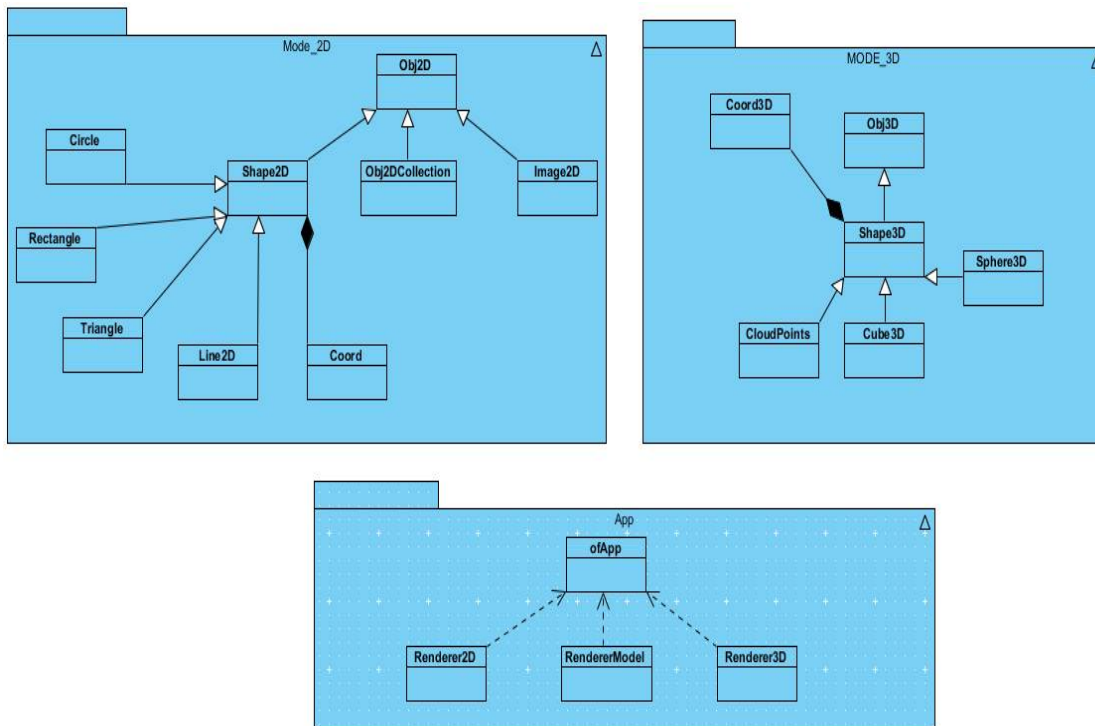 Mode_2D
Obj2D
Circle
Shape2D
Obj2DCollection
Image2D
Rectangle
Triangle
Line2D
Coord
MODE_3D
Coord3D
Obj3D
Shape3D
Sphere3D
CloudPoints
Cube3D
App
ofApp
Renderer2D
RendererModel
Renderer3D